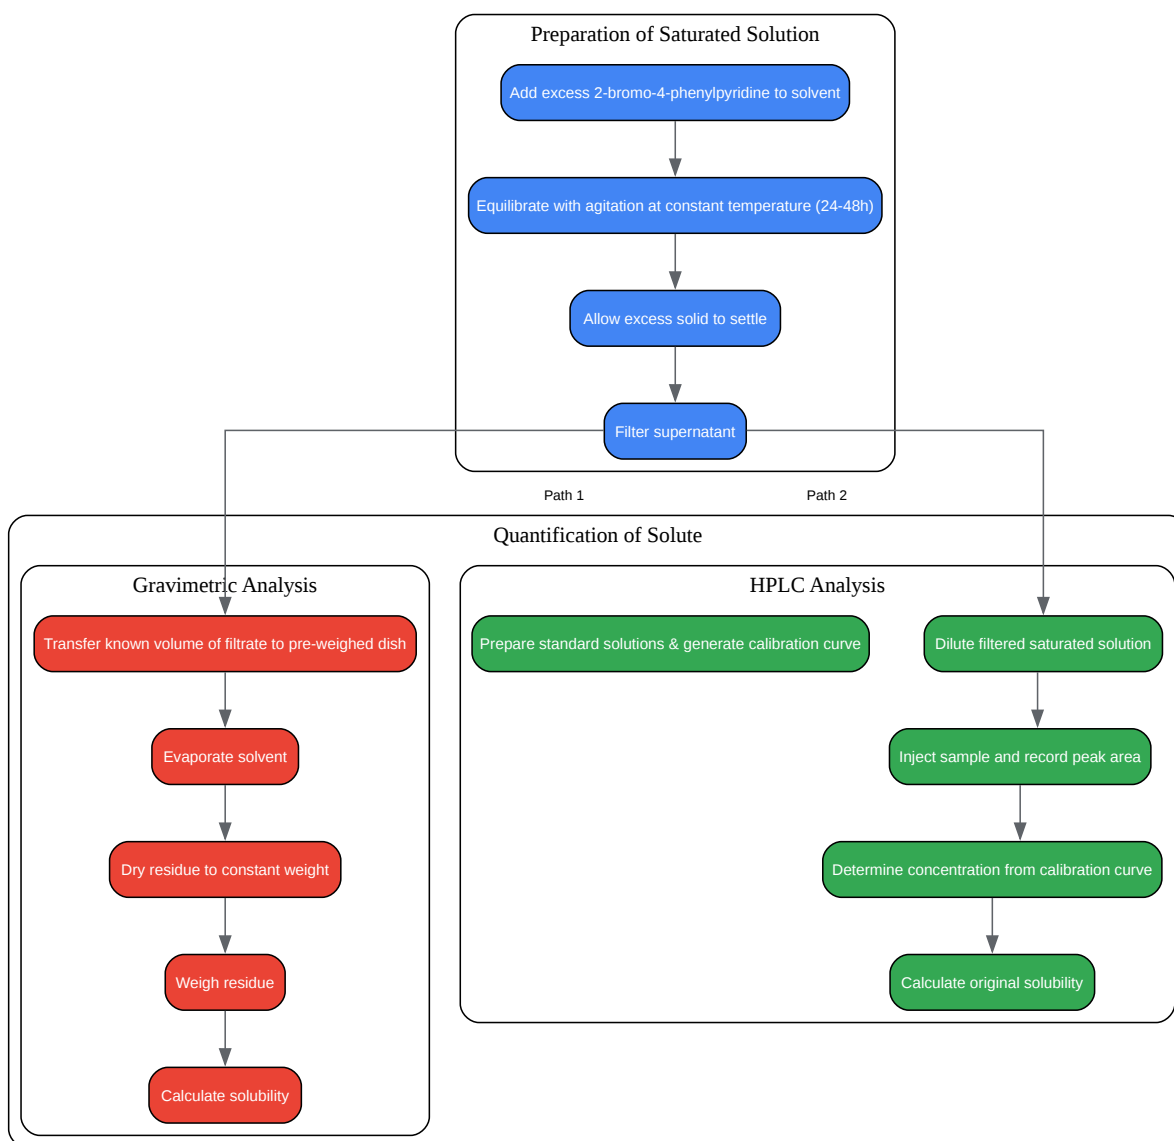 Preparation of Saturated Solution
Add excess 2-bromo-4-phenylpyridine to solvent
Equilibrate with agitation at constant temperature (24-48h)
Allow excess solid to settle
Filter supernatant
Path 1
Path 2
Quantification of Solute
Gravimetric Analysis
Transfer known volume of filtrate to pre-weighed dish
Evaporate solvent
Dry residue to constant weight
Weigh residue
Calculate solubility
HPLC Analysis
Prepare standard solutions & generate calibration curve
Dilute filtered saturated solution
Inject sample and record peak area
Determine concentration from calibration curve
Calculate original solubility